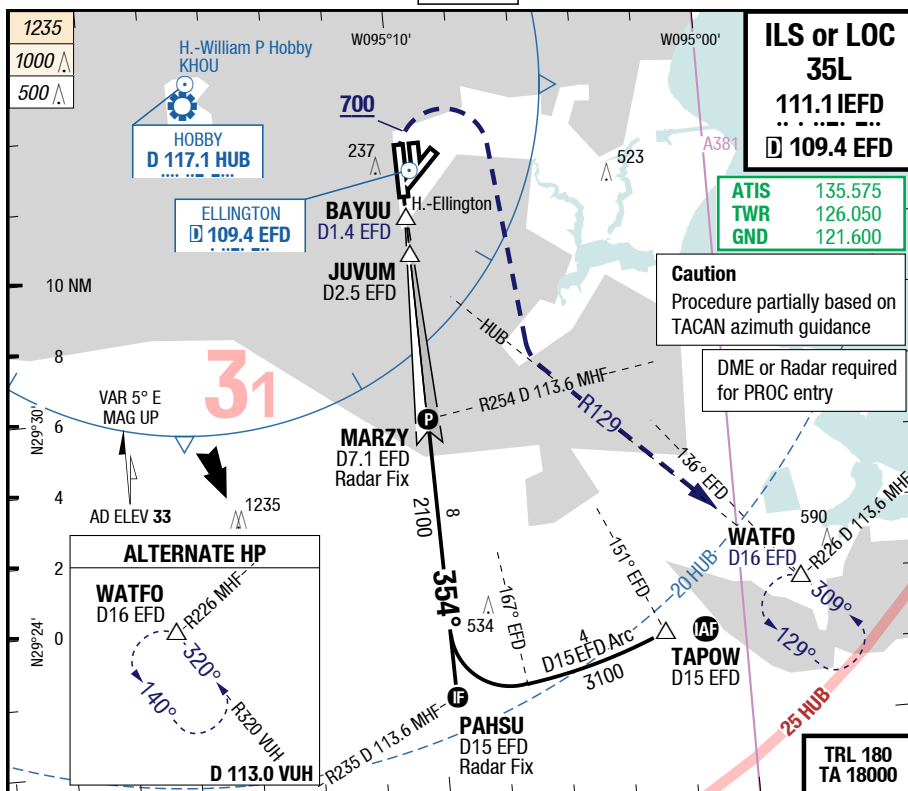 1235
1000
500
H.-William P Hobby
KHOU
HOBBY
D 117.1 HUB
ELLINGTON
D 109.4 EFD
W095°10'
W095°00'
ILS or LOC
35L
111.1 IEFD
D 109.4 EFD
ATIS 135.575
TWR 126.050
GND 121.600
Caution
Procedure partially based on
TACAN azimuth guidance
DME or Radar required
for PROC entry
700
237
523
A381
H.-Ellington
BAYUU
D1.4 EFD
JUVUM
D2.5 EFD
10 NM
8
6
4
2
0
N29°30'
N29°24'
31
VAR 5° E
MAG UP
AD ELEV 33
1235
HUB
R129
R254 D 113.6 MHF
MARZY
D7.1 EFD
Radar Fix
P
2100
8
354°
534
167° EFD
151° EFD
136° EFD
20 HUB
25 HUB
590
R226 D 113.6 MHF
WATFO
D16 EFD
309°
129°
4
D15 EFD Arc
3100
IAF
TAPOW
D15 EFD
IF
PAHSU
D15 EFD
Radar Fix
R235 D 113.6 MHF
ALTERNATE HP
WATFO
D16 EFD
R226 MHF
320°
140°
R320 VUH
D 113.0 VUH
TRL 180
TA 18000